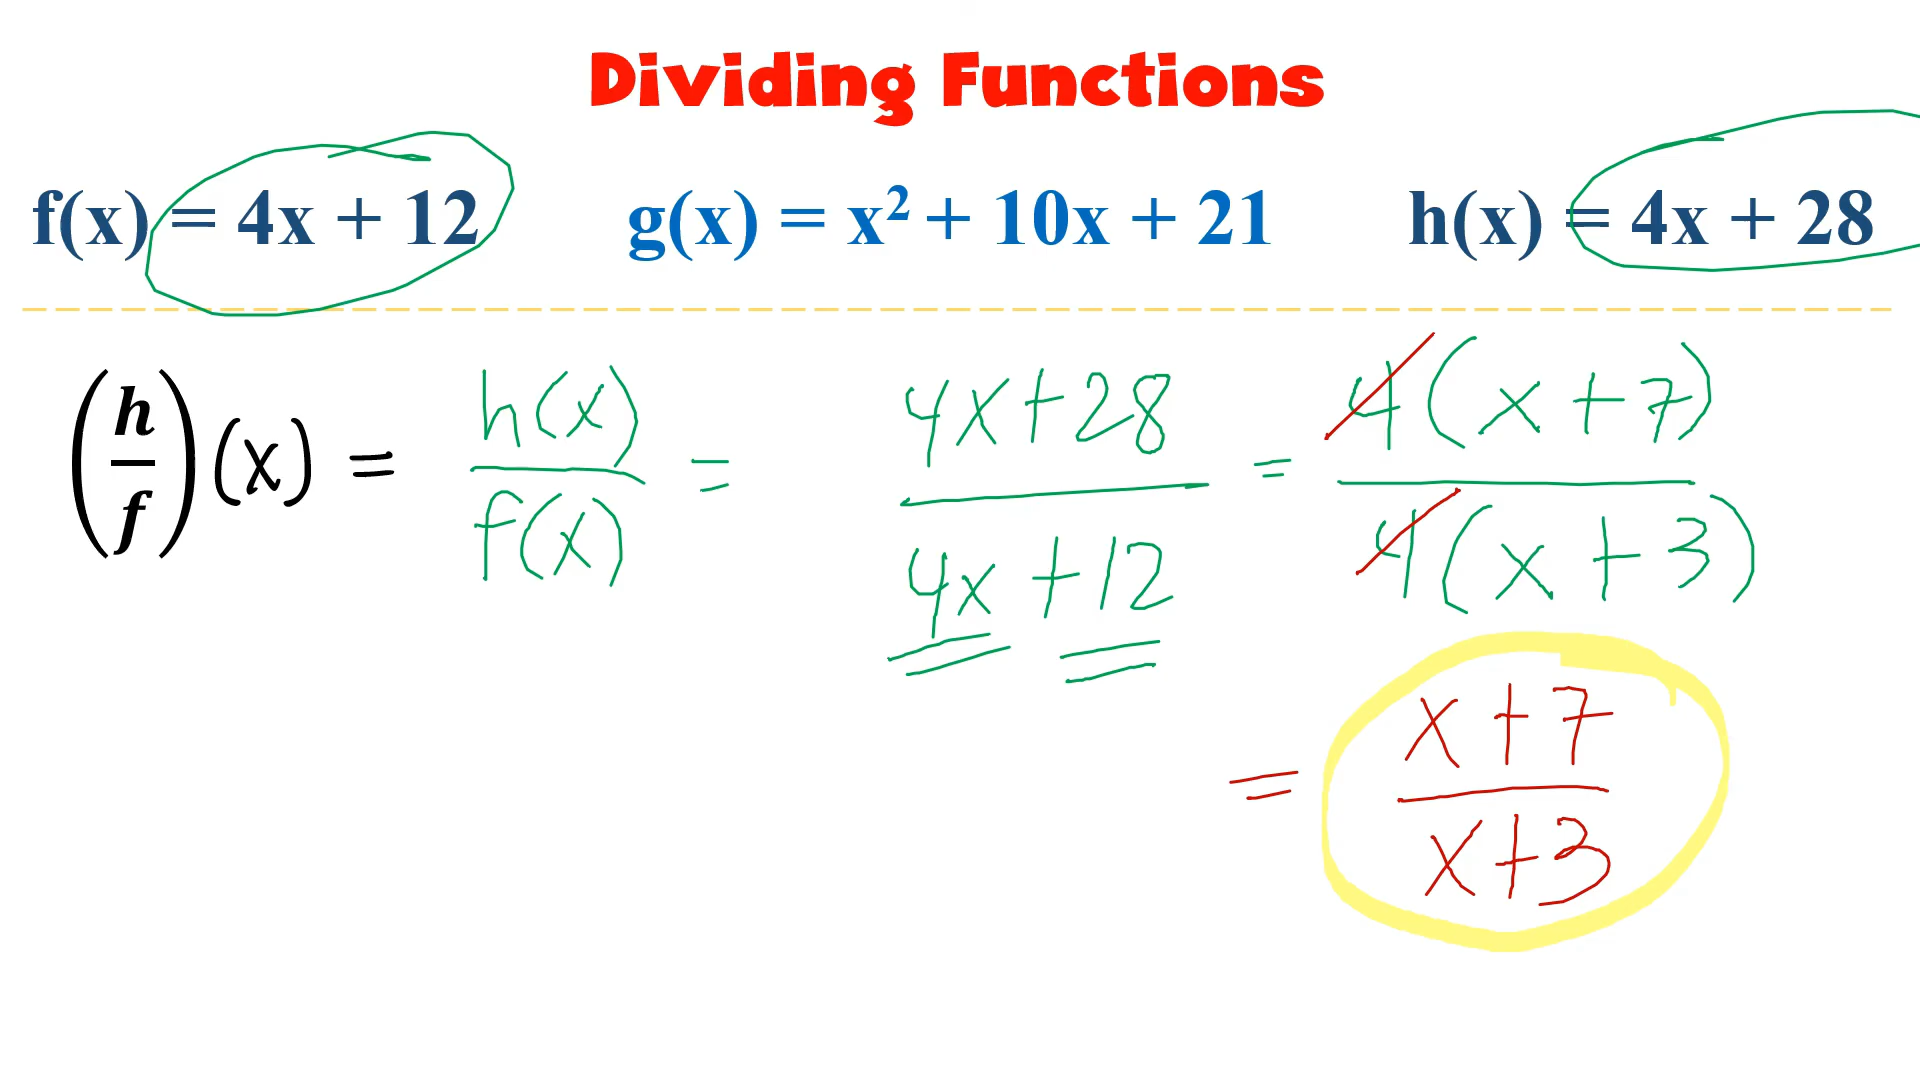 Dividing Functions
f(x) = 4x + 12 g(x) = x² + 10x + 21 h(x) = 4x + 28
(h/f)(x) = h(x)/f(x) = (4x+28)/(4x+12) = 4(x+7)/4(x+3)
= (x+7)/(x+3)